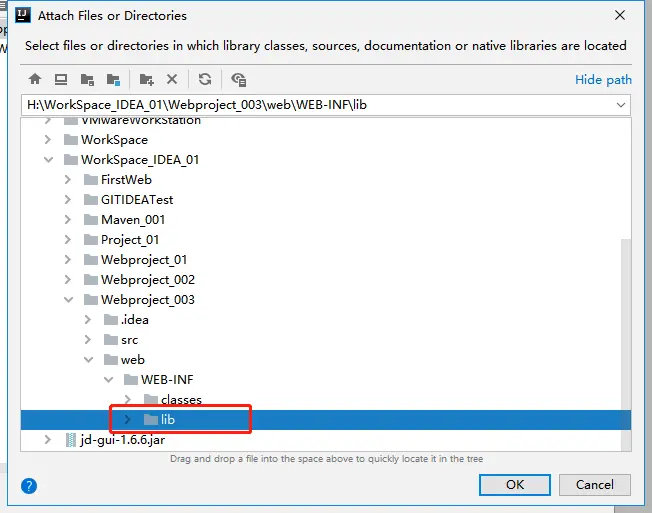 Attach Files or Directories
Select files or directories in which library classes, sources, documentation or native libraries are located
Hide path
H:\WorkSpace_IDEA_01\Webproject_003\web\WEB-INF\lib
VMwareWorkStation
WorkSpace
WorkSpace_IDEA_01
FirstWeb
GITIDEATest
Maven_001
Project_01
Webproject_01
Webproject_002
Webproject_003
.idea
src
web
WEB-INF
classes
lib
jd-gui-1.6.6.jar
Drag and drop a file into the space above to quickly locate it in the tree
? OK Cancel